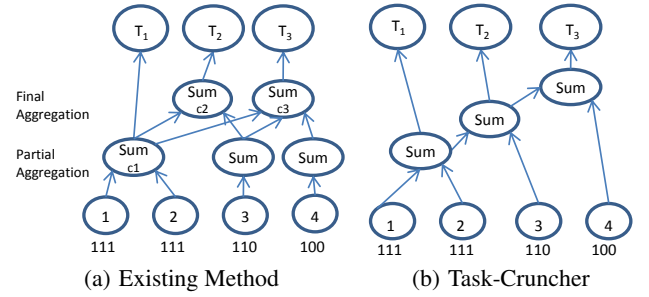 T1 T2 T3
Final Aggregation
Sum c2 Sum c3
Partial Aggregation
Sum c1 Sum Sum
1 2 3 4
111 111 110 100
(a) Existing Method
T1 T2 T3
Sum
Sum
Sum
1 2 3 4
111 111 110 100
(b) Task-Cruncher